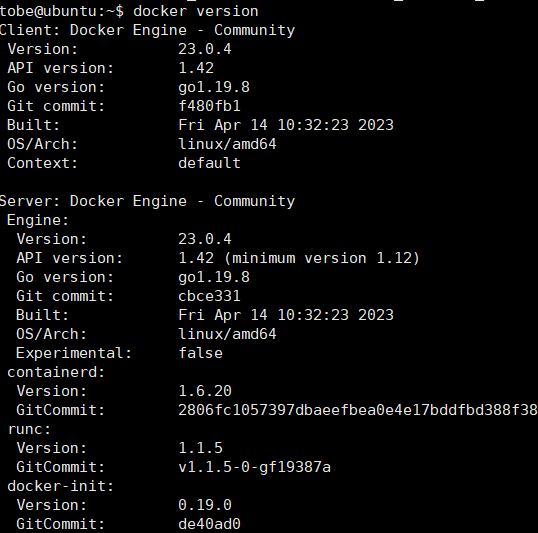 tobe@ubuntu:~$ docker version
Client: Docker Engine - Community
 Version:           23.0.4
 API version:       1.42
 Go version:        go1.19.8
 Git commit:        f480fb1
 Built:             Fri Apr 14 10:32:23 2023
 OS/Arch:           linux/amd64
 Context:           default

Server: Docker Engine - Community
 Engine:
  Version:          23.0.4
  API version:      1.42 (minimum version 1.12)
  Go version:       go1.19.8
  Git commit:       cbce331
  Built:            Fri Apr 14 10:32:23 2023
  OS/Arch:          linux/amd64
  Experimental:     false
 containerd:
  Version:          1.6.20
  GitCommit:        2806fc1057397dbaeefbea0e4e17bddfbd388f38
 runc:
  Version:          1.1.5
  GitCommit:        v1.1.5-0-gf19387a
 docker-init:
  Version:          0.19.0
  GitCommit:        de40ad0